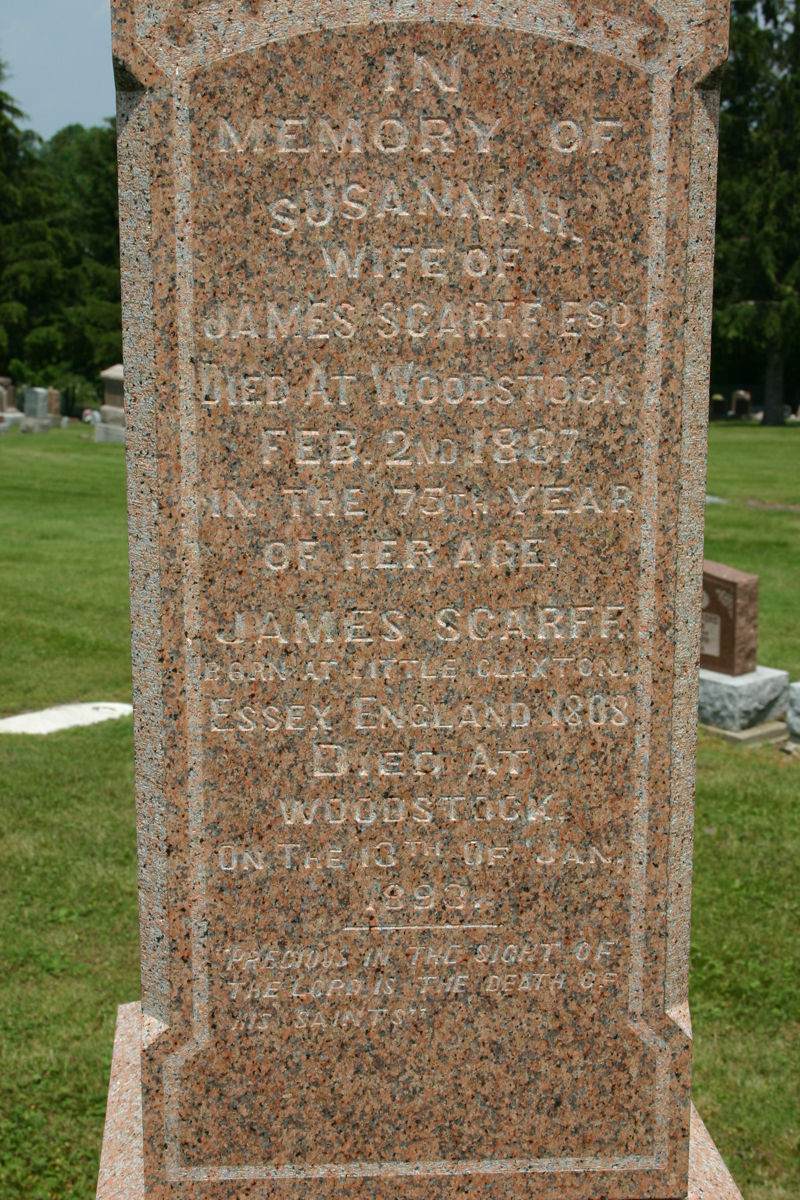 IN
MEMORY OF
SUSANNAH,
WIFE OF
JAMES SCARFF ESQ
DIED AT WOODSTOCK
FEB. 2ND 1887
IN THE 75TH YEAR
OF HER AGE.
JAMES SCARFF.
BORN AT LITTLE CLAXTON.
ESSEX ENGLAND 1808
DIED AT
WOODSTOCK.
ON THE 13TH OF JAN.
1893.
"PRECIOUS IN THE SIGHT OF
THE LORD IS THE DEATH OF
HIS SAINTS"